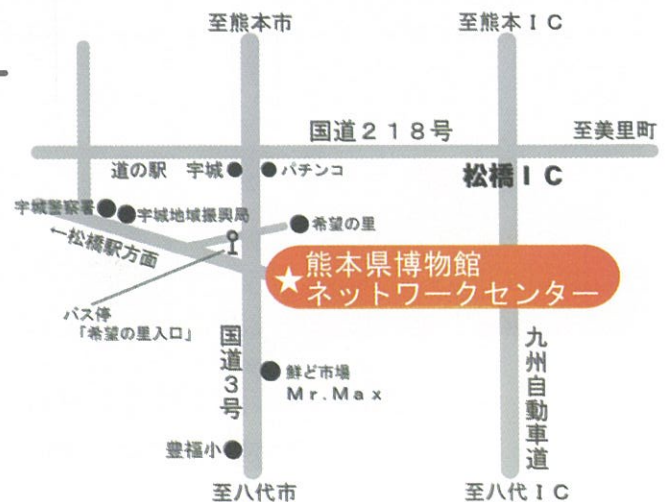 至熊本市
至熊本ＩＣ
国道２１８号
至美里町
道の駅　宇城
パチンコ
松橋ＩＣ
宇城警察署
宇城地域振興局
希望の里
←松橋駅方面
熊本県博物館
ネットワークセンター
バス停
「希望の里入口」
国道３号
鮮ど市場
Ｍｒ.Ｍａｘ
九州自動車道
豊福小
至八代市
至八代ＩＣ